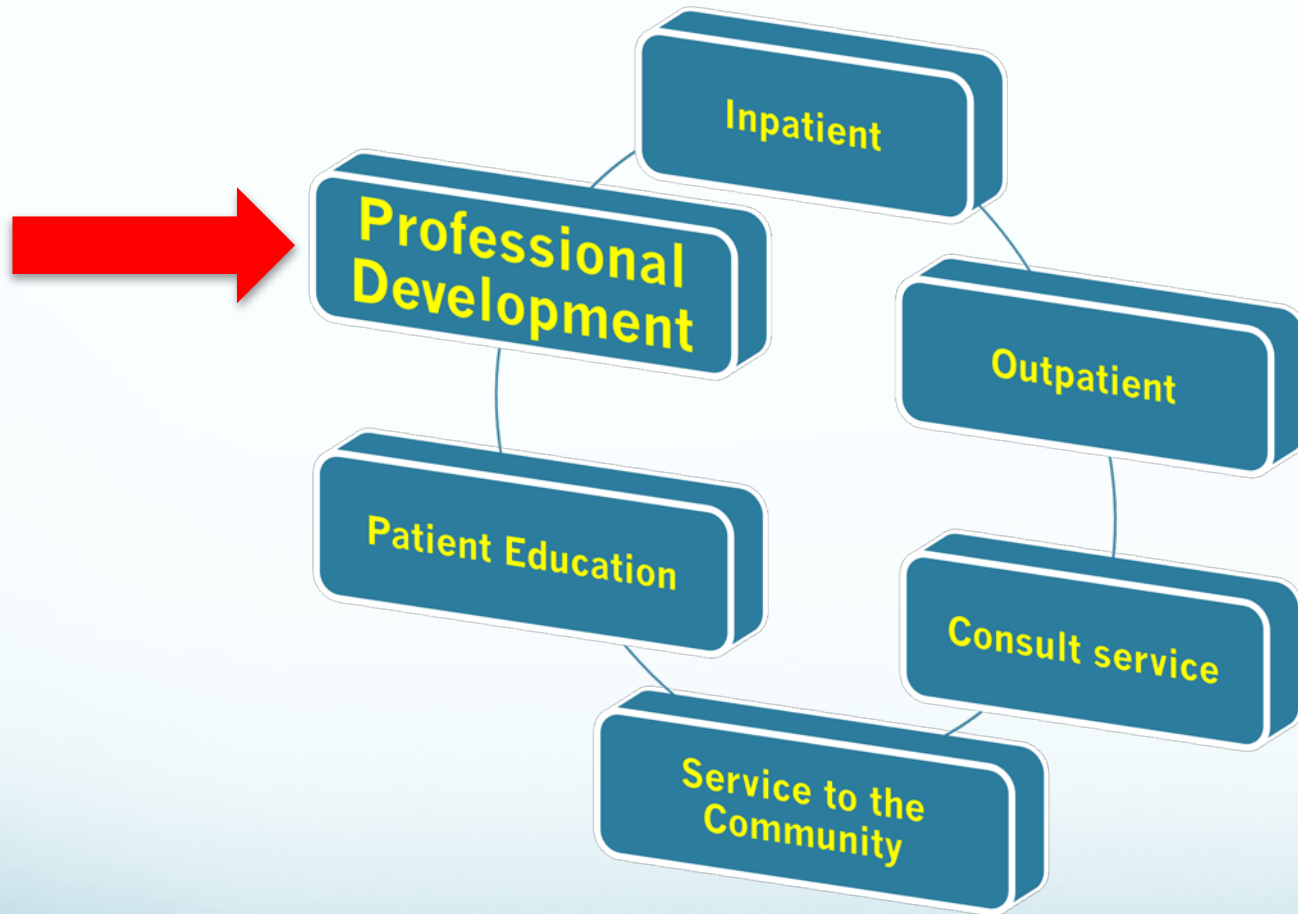 Inpatient
Professional
Development
Outpatient
Patient Education
Consult service
Service to the
Community